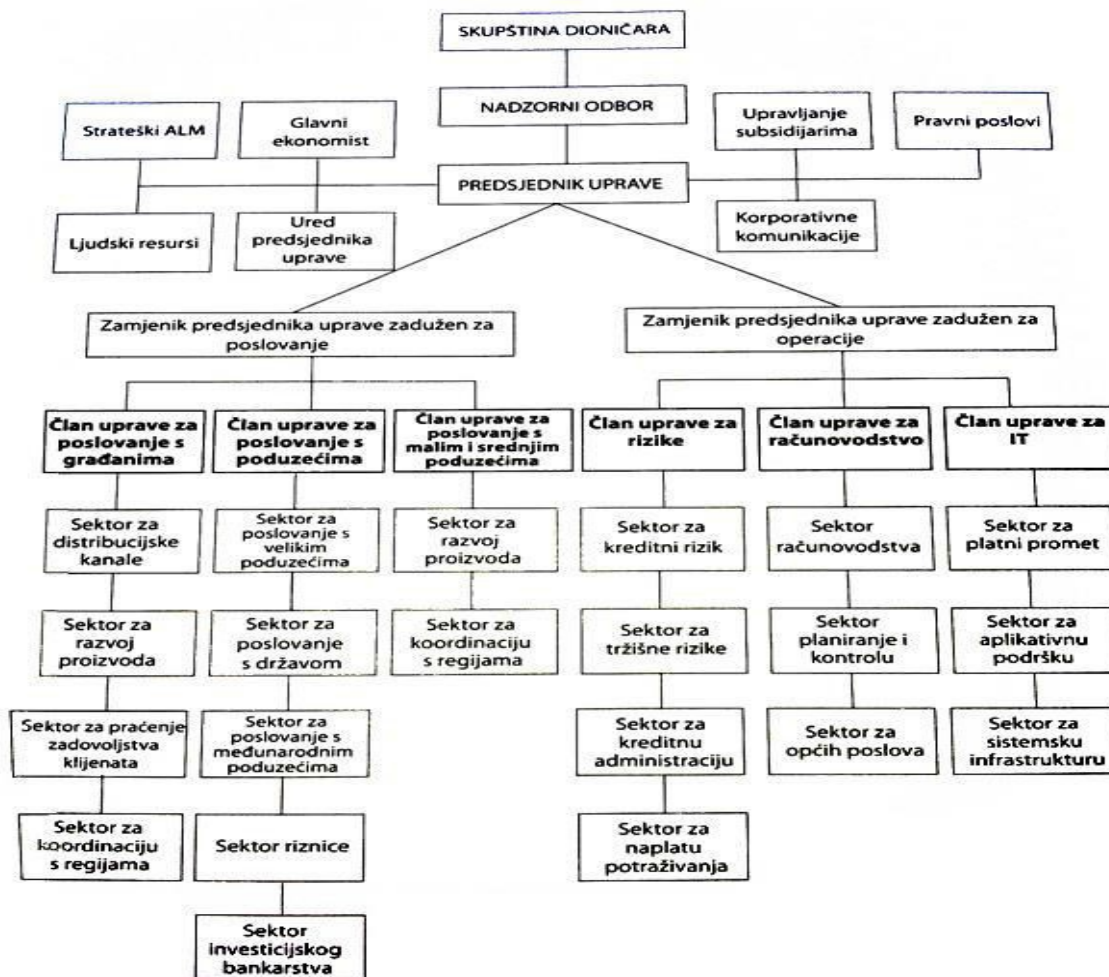 SKUPŠTINA DIONIČARA
NADZORNI ODBOR
Strateški ALM
Glavni
ekonomist
Upravljanje
subsidijarima
Pravni poslovi
PREDSJEDNIK UPRAVE
Ljudski resursi
Ured
predsjednika
uprave
Korporativne
komunikacije
Zamjenik predsjednika uprave zadužen za
poslovanje
Zamjenik predsjednika uprave zadužen za
operacije
Član uprave za
poslovanje s
građanima
Član uprave za
poslovanje s
poduzećima
Član uprave za
poslovanje s
malim i srednjim
poduzećima
Član uprave za
rizike
Član uprave za
računovodstvo
Član uprave za
IT
Sektor za
distribucijske
kanale
Sektor za
poslovanje s
velikim
poduzećima
Sektor za
razvoj
proizvoda
Sektor za
kreditni rizik
Sektor
računovodstva
Sektor za
platni promet
Sektor za
razvoj
proizvoda
Sektor za
poslovanje
s državom
Sektor za
koordinaciju
s regijama
Sektor za
tržišne rizike
Sektor
planiranje i
kontrolu
Sektor za
aplikativnu
podršku
Sektor za praćenje
zadovoljstva
klijenata
Sektor za
poslovanje s
međunarodnim
poduzećima
Sektor za
kreditnu
administraciju
Sektor za
općih poslova
Sektor za
sistemsku
infrastrukturu
Sektor za
koordinaciju
s regijama
Sektor riznice
Sektor za
naplatu
potraživanja
Sektor
investicijskog
bankarstva